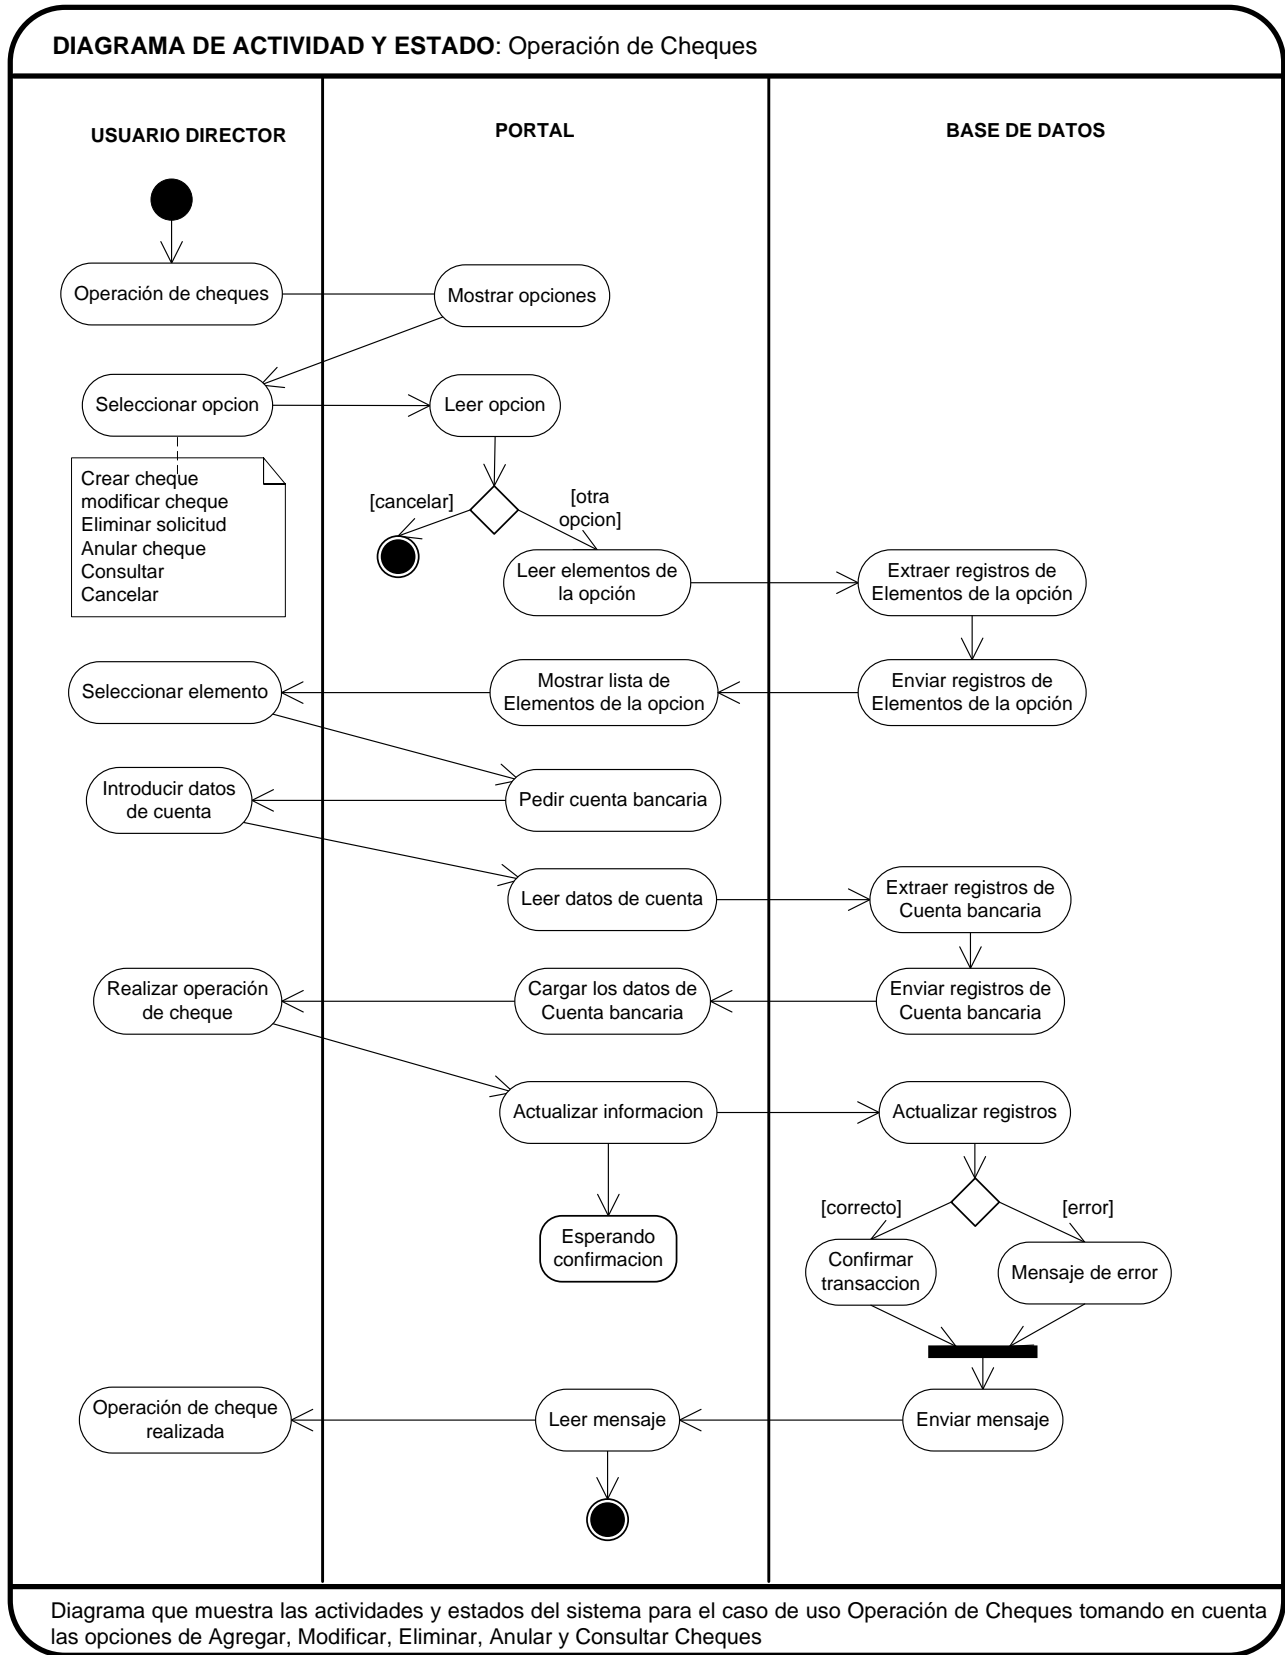 DIAGRAMA DE ACTIVIDAD Y ESTADO: Operación de Cheques
USUARIO DIRECTOR
PORTAL
BASE DE DATOS
Operación de cheques
Mostrar opciones
Seleccionar opcion
Leer opcion
Crear cheque
modificar cheque
Eliminar solicitud
Anular cheque
Consultar
Cancelar
[cancelar]
[otra
opcion]
Leer elementos de
la opción
Extraer registros de
Elementos de la opción
Seleccionar elemento
Mostrar lista de
Elementos de la opcion
Enviar registros de
Elementos de la opción
Introducir datos
de cuenta
Pedir cuenta bancaria
Leer datos de cuenta
Extraer registros de
Cuenta bancaria
Realizar operación
de cheque
Cargar los datos de
Cuenta bancaria
Enviar registros de
Cuenta bancaria
Actualizar informacion
Actualizar registros
[correcto]
[error]
Esperando
confirmacion
Confirmar
transaccion
Mensaje de error
Operación de cheque
realizada
Leer mensaje
Enviar mensaje
Diagrama que muestra las actividades y estados del sistema para el caso de uso Operación de Cheques tomando en cuenta
las opciones de Agregar, Modificar, Eliminar, Anular y Consultar Cheques